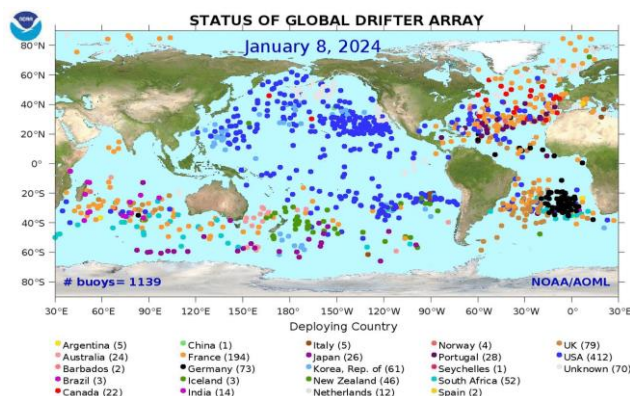 NOAA
STATUS OF GLOBAL DRIFTER ARRAY
January 8, 2024
80°N
60°N
40°N
20°N
0°
20°S
40°S
60°S
80°S
# buoys= 1139
NOAA/AOML
30°E 60°E 90°E 120°E 150°E 180° 150°W 120°W 90°W 60°W 30°W 0° 30°E
Deploying Country
Argentina (5)
Australia (24)
Barbados (2)
Brazil (3)
Canada (22)
China (1)
France (194)
Germany (73)
Iceland (3)
India (14)
Italy (5)
Japan (26)
Korea, Rep. of (61)
New Zealand (46)
Netherlands (12)
Norway (4)
Portugal (28)
Seychelles (1)
South Africa (52)
Spain (2)
UK (79)
USA (412)
Unknown (70)